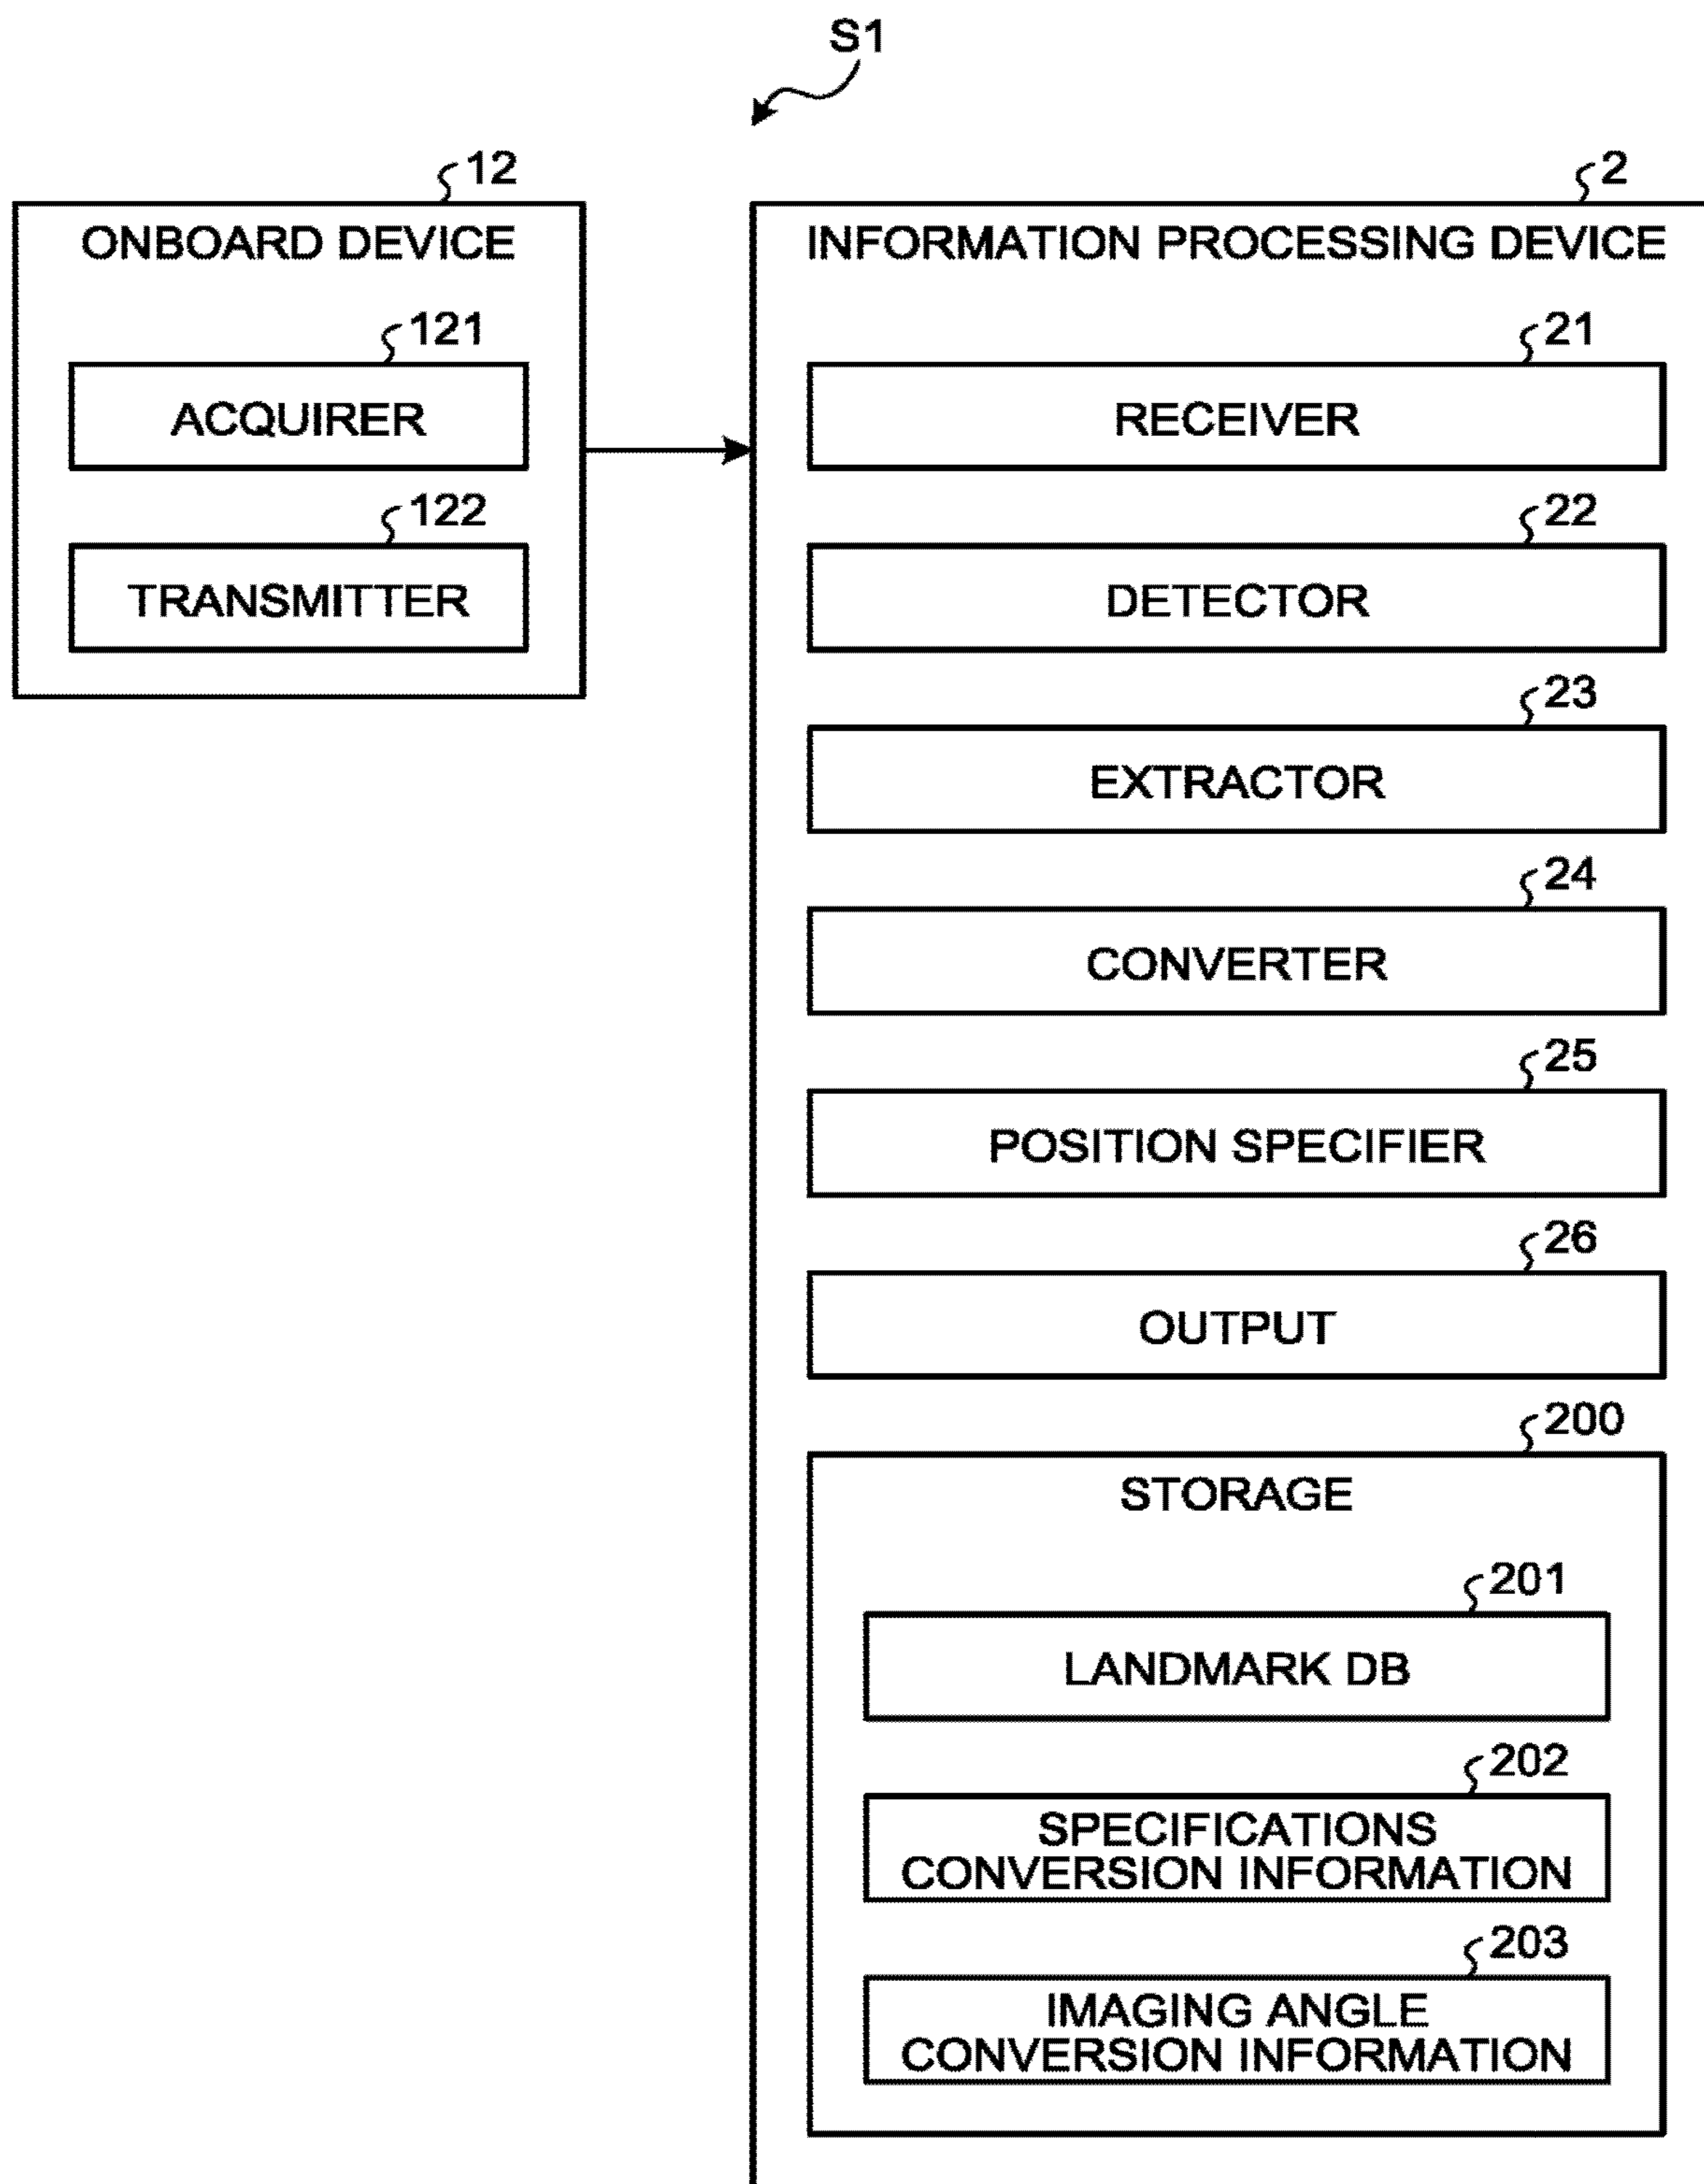 S1
12
ONBOARD DEVICE
121
ACQUIRER
122
TRANSMITTER
2
INFORMATION PROCESSING DEVICE
21
RECEIVER
22
DETECTOR
23
EXTRACTOR
24
CONVERTER
25
POSITION SPECIFIER
26
OUTPUT
200
STORAGE
201
LANDMARK DB
202
SPECIFICATIONS
CONVERSION INFORMATION
203
IMAGING ANGLE
CONVERSION INFORMATION